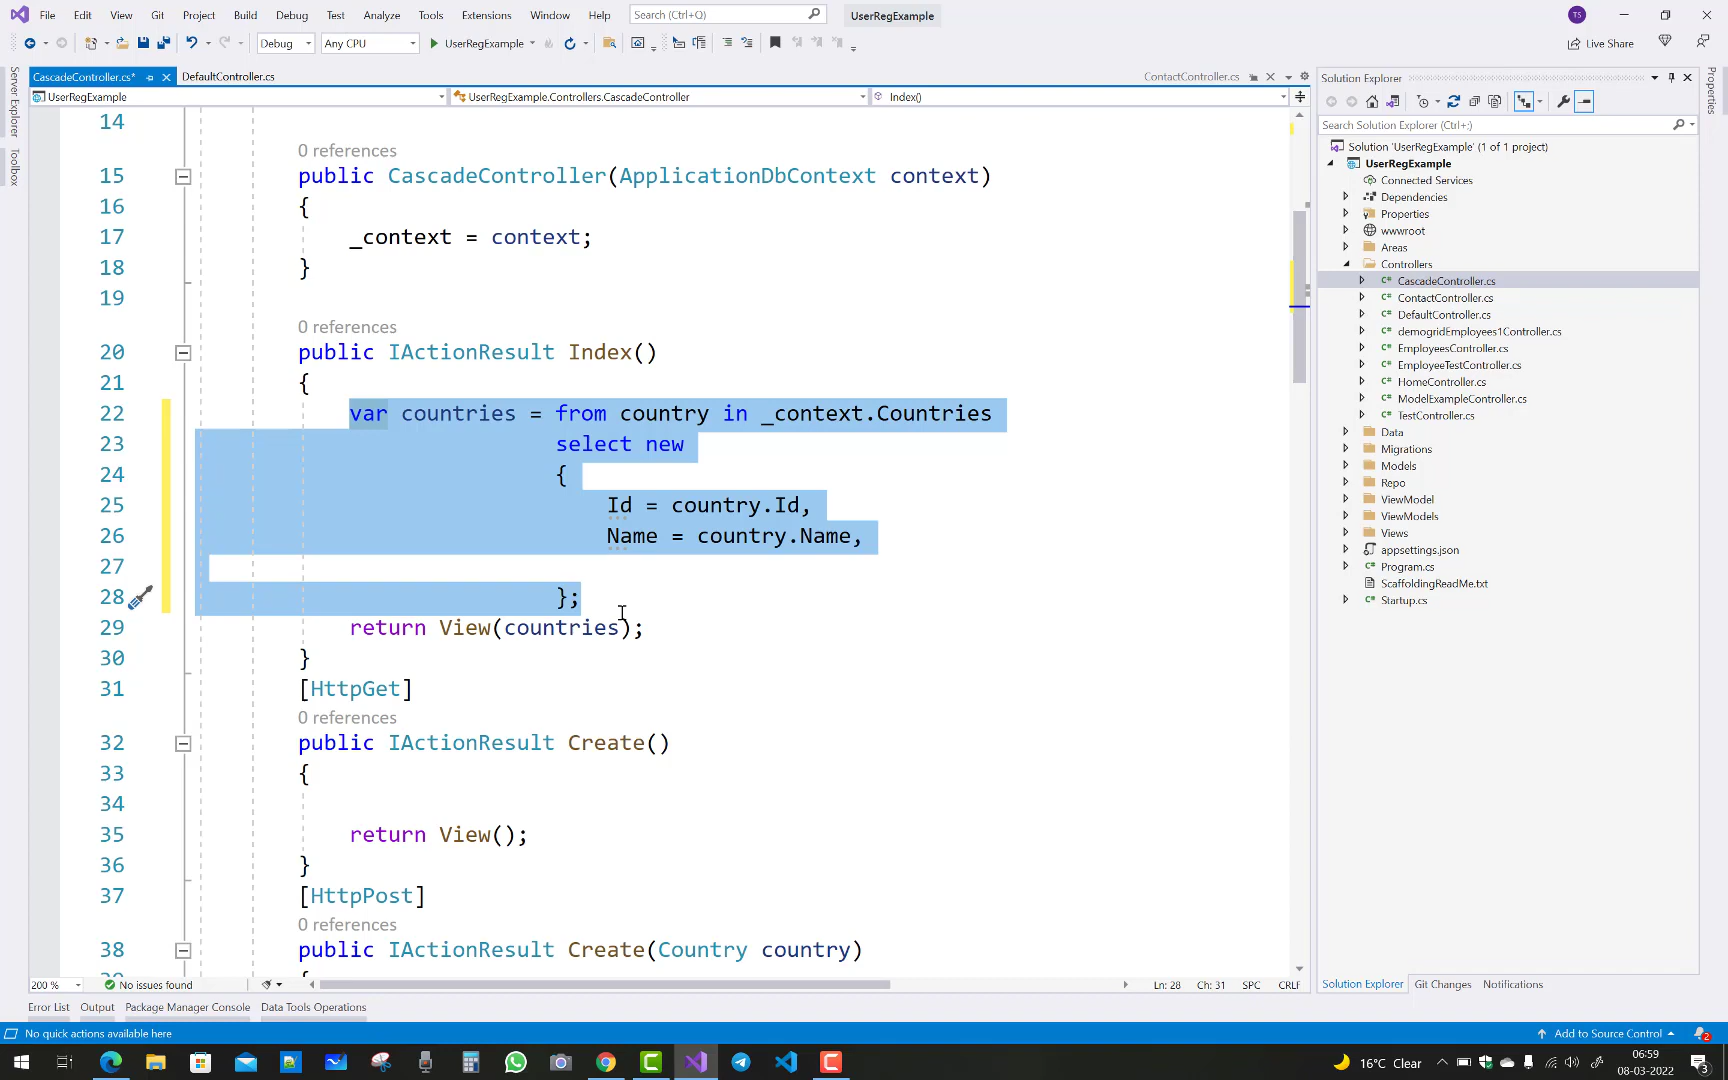 File Edit View Git Project Build Debug Test Analyze Tools Extensions Window Help Search (Ctrl+Q) UserRegExample TS
Debug Any CPU UserRegExample Live Share
CascadeController.cs* DefaultController.cs ContactController.cs
UserRegExample UserRegExample.Controllers.CascadeController Index()
Server Explorer
Toolbox
14
0 references
15 public CascadeController(ApplicationDbContext context)
16 {
17 _context = context;
18 }
19
0 references
20 public IActionResult Index()
21 {
22 var countries = from country in _context.Countries
23 select new
24 {
25 Id = country.Id,
26 Name = country.Name,
27
28 };
29 return View(countries);
30 }
31 [HttpGet]
0 references
32 public IActionResult Create()
33 {
34
35 return View();
36 }
37 [HttpPost]
0 references
38 public IActionResult Create(Country country)
200 % No issues found Ln: 28 Ch: 31 SPC CRLF
Solution Explorer
Search Solution Explorer (Ctrl+;)
Solution 'UserRegExample' (1 of 1 project)
UserRegExample
Connected Services
Dependencies
Properties
wwwroot
Areas
Controllers
C# CascadeController.cs
C# ContactController.cs
C# DefaultController.cs
C# demogridEmployees1Controller.cs
C# EmployeesController.cs
C# EmployeeTestController.cs
C# HomeController.cs
C# ModelExampleController.cs
C# TestController.cs
Data
Migrations
Models
Repo
ViewModel
ViewModels
Views
appsettings.json
C# Program.cs
ScaffoldingReadMe.txt
C# Startup.cs
Solution Explorer Git Changes Notifications
Properties
Error List Output Package Manager Console Data Tools Operations
No quick actions available here Add to Source Control 2
16°C Clear 06:59
08-03-2022 3